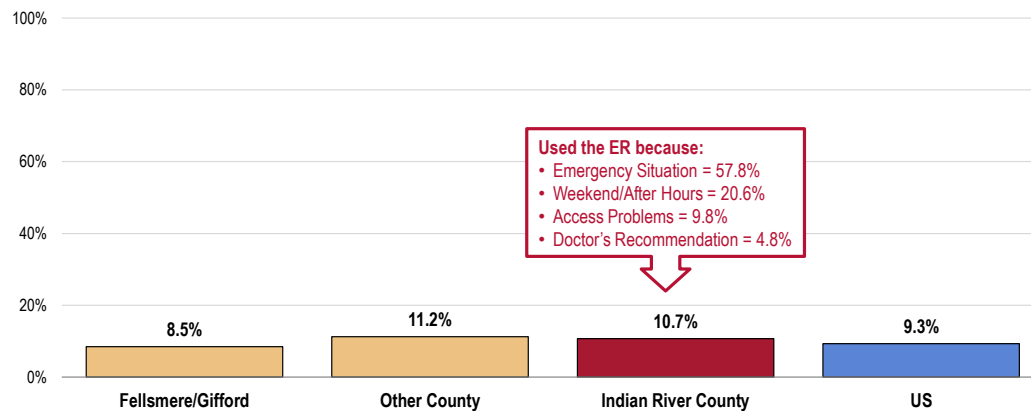 100%
80%
60%
40%
20%
0%
Used the ER because:
• Emergency Situation = 57.8%
• Weekend/After Hours = 20.6%
• Access Problems = 9.8%
• Doctor’s Recommendation = 4.8%
8.5%
11.2%
10.7%
9.3%
Fellsmere/Gifford
Other County
Indian River County
US